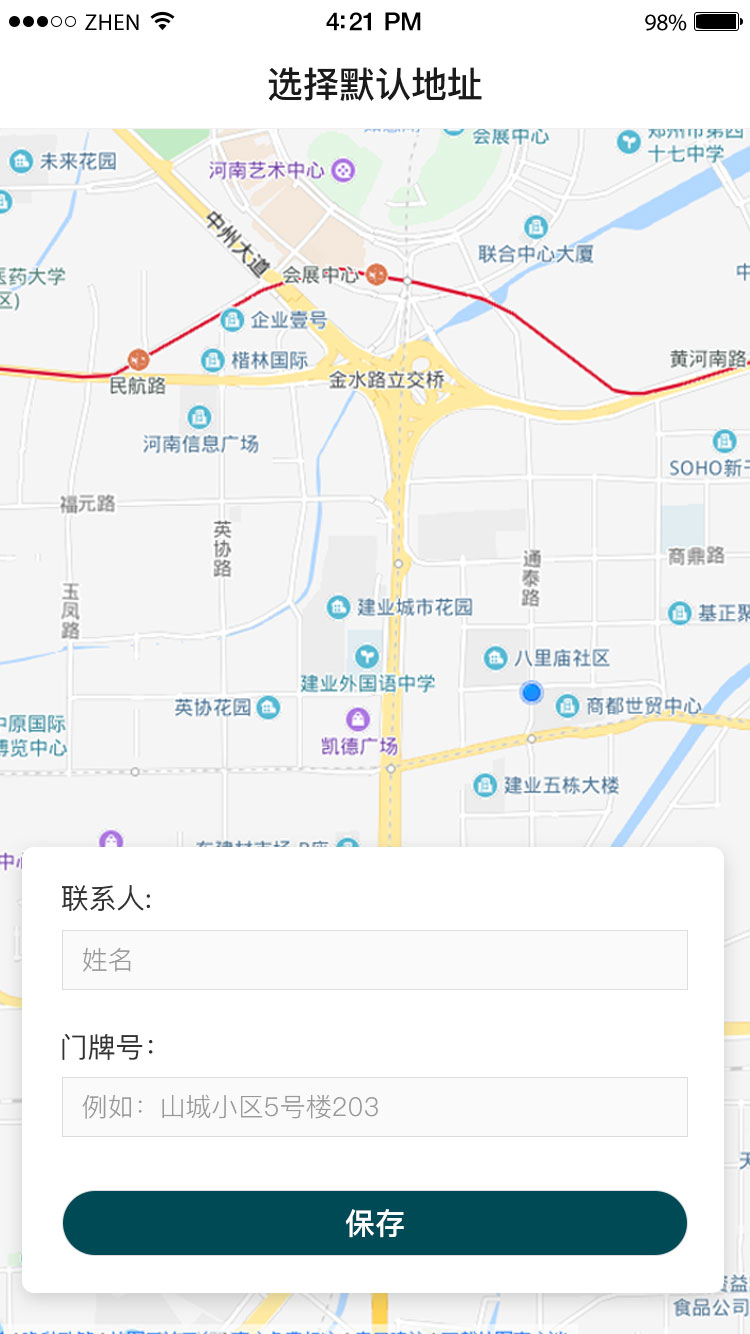 ZHEN
4:21 PM
98%
选择默认地址
会展中心
郑州市第四
十七中学
未来花园
河南艺术中心
中州大道
联合中心大厦
医药大学
区)
会展中心
企业壹号
楷林国际
民航路
金水路立交桥
黄河南路
河南信息广场
SOHO新
福元路
英协路
通泰路
商鼎路
玉凤路
建业城市花园
基正
八里庙社区
建业外国语中学
英协花园
商都世贸中心
中原国际
博览中心
凯德广场
建业五栋大楼
中心
联系人:
姓名
门牌号:
例如：山城小区5号楼203
保存
食品公司